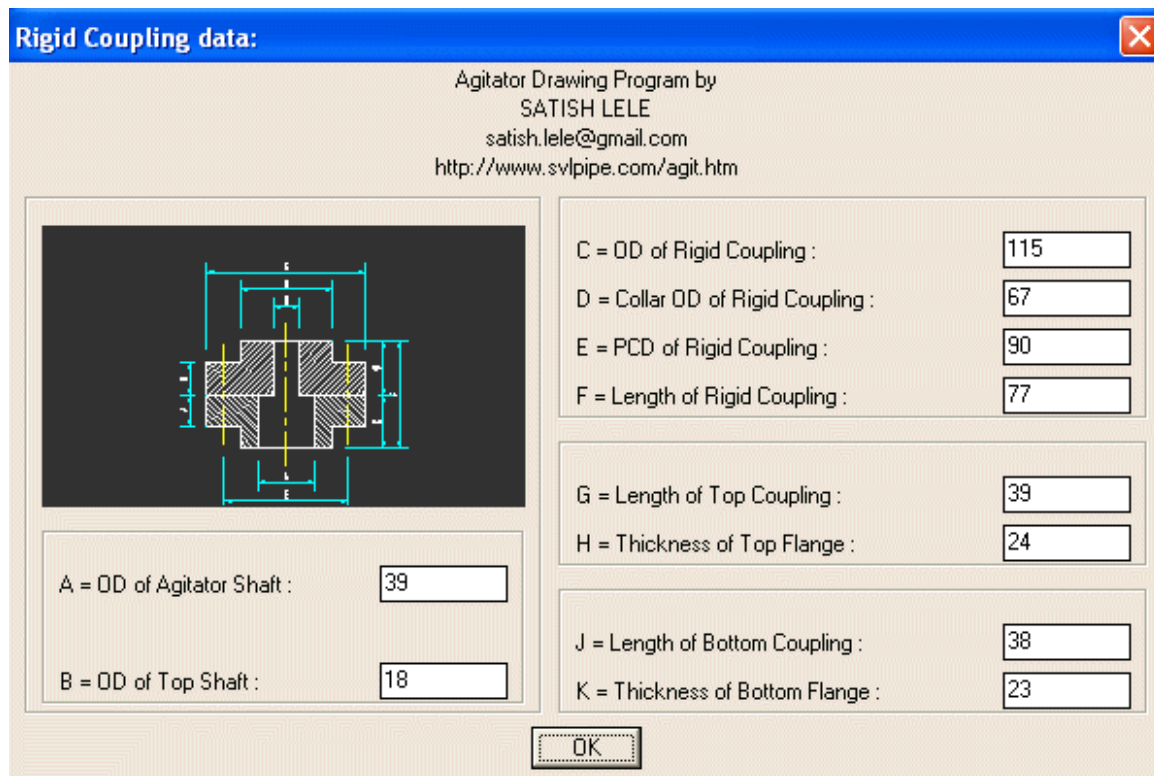 Rigid Coupling data:
Agitator Drawing Program by
SATISH LELE
satish.lele@gmail.com
http://www.svlpipe.com/agit.htm
A = OD of Agitator Shaft : 39
B = OD of Top Shaft : 18
C = OD of Rigid Coupling : 115
D = Collar OD of Rigid Coupling : 67
E = PCD of Rigid Coupling : 90
F = Length of Rigid Coupling : 77
G = Length of Top Coupling : 39
H = Thickness of Top Flange : 24
J = Length of Bottom Coupling : 38
K = Thickness of Bottom Flange : 23
OK